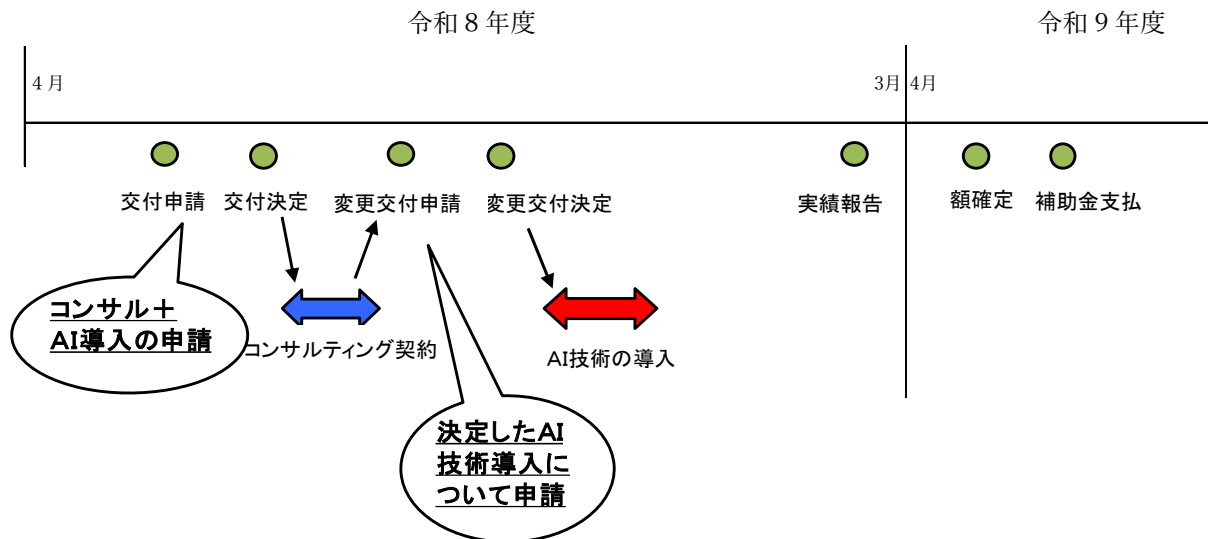 令和８年度
令和９年度
４月
3月
4月
交付申請
交付決定
変更交付申請
変更交付決定
実績報告
額確定
補助金支払
コンサル＋
AI導入の申請
コンサルティング契約
AI技術の導入
決定したAI
技術導入に
ついて申請